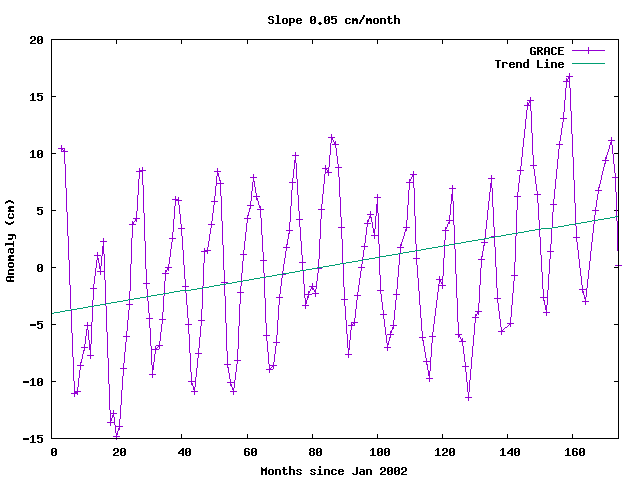 Slope 0.05 cm/month
GRACE
Trend Line
20
15
10
5
0
-5
-10
-15
Anomaly (cm)
0 20 40 60 80 100 120 140 160
Months since Jan 2002